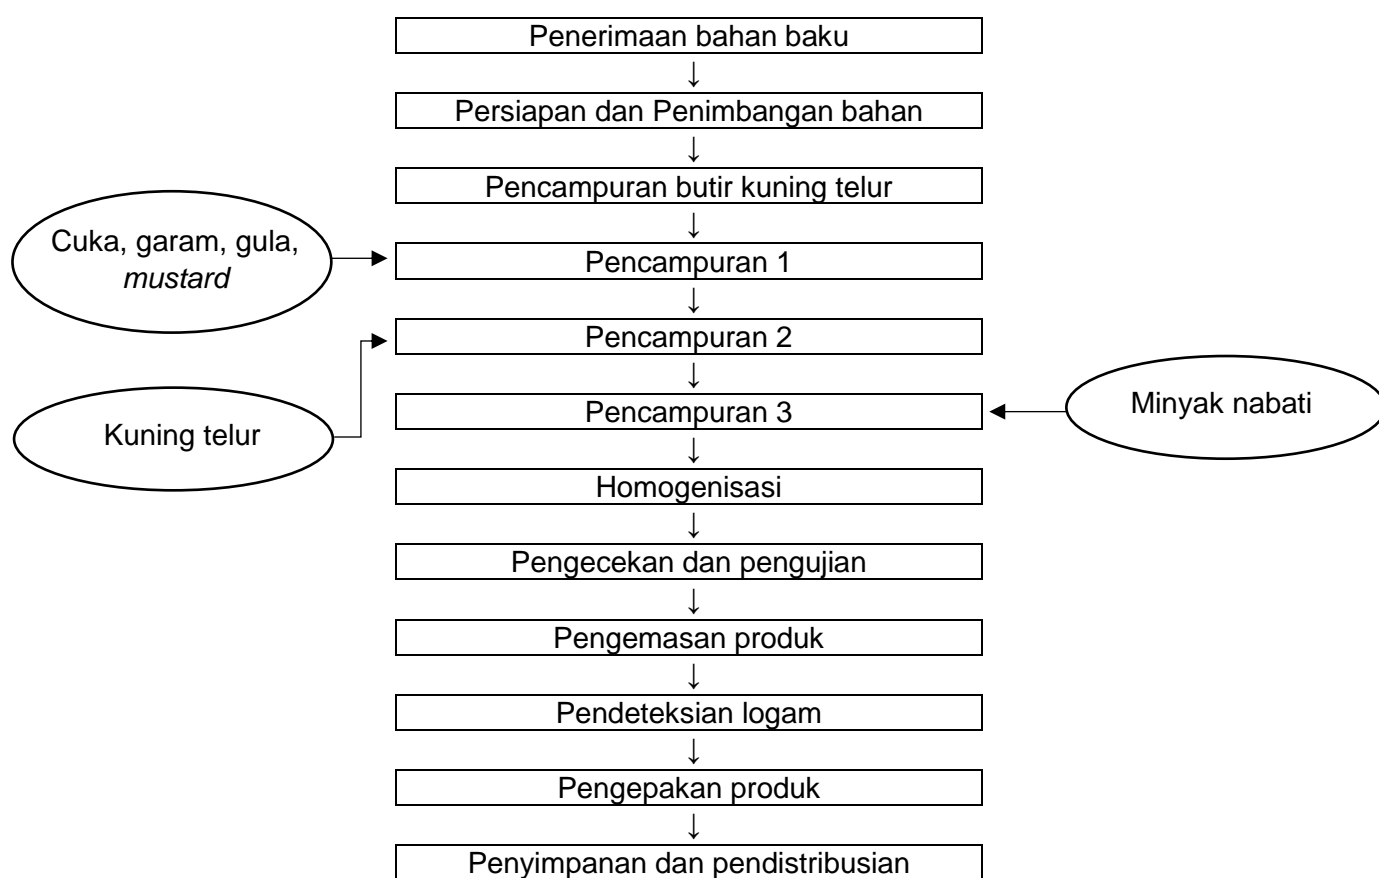 Penerimaan bahan baku
↓
Persiapan dan Penimbangan bahan
↓
Pencampuran butir kuning telur
↓
Cuka, garam, gula,
mustard
Pencampuran 1
↓
Pencampuran 2
↓
Kuning telur
Pencampuran 3
Minyak nabati
↓
Homogenisasi
↓
Pengecekan dan pengujian
↓
Pengemasan produk
↓
Pendeteksian logam
↓
Pengepakan produk
↓
Penyimpanan dan pendistribusian